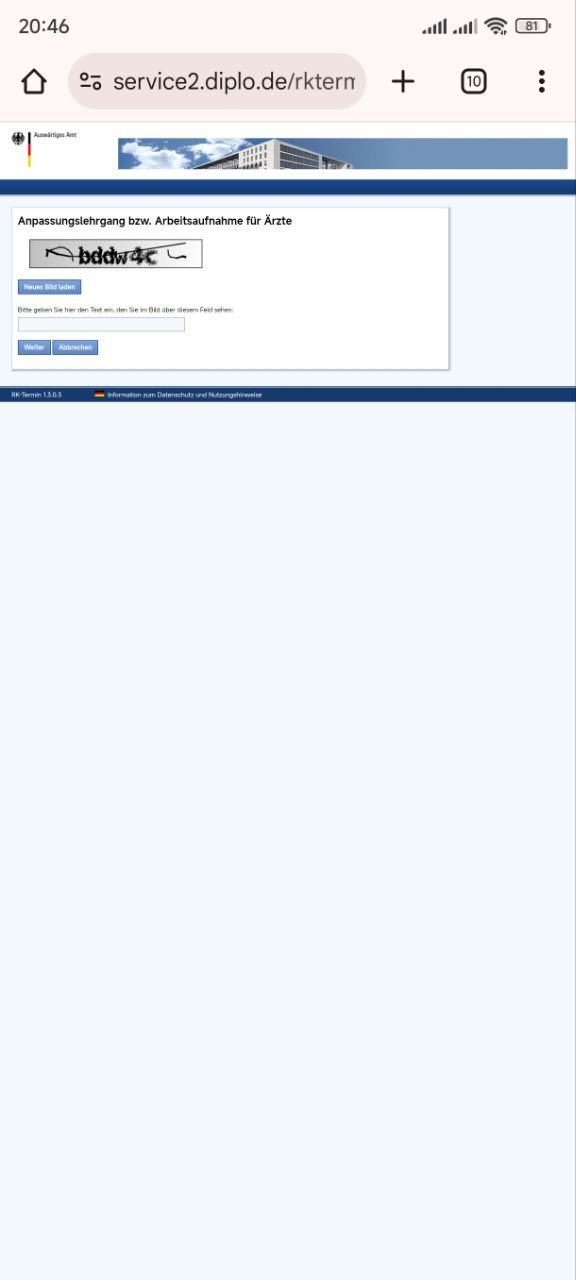 20:46
81
service2.diplo.de/rkterm
10
Auswärtiges Amt
Anpassungslehrgang bzw. Arbeitsaufnahme für Ärzte
Neues Bild laden
Bitte geben Sie hier den Text ein, den Sie im Bild über diesem Feld sehen:
Weiter Abbrechen
RK-Termin 1.3.0.3 Information zum Datenschutz und Nutzungshinweise